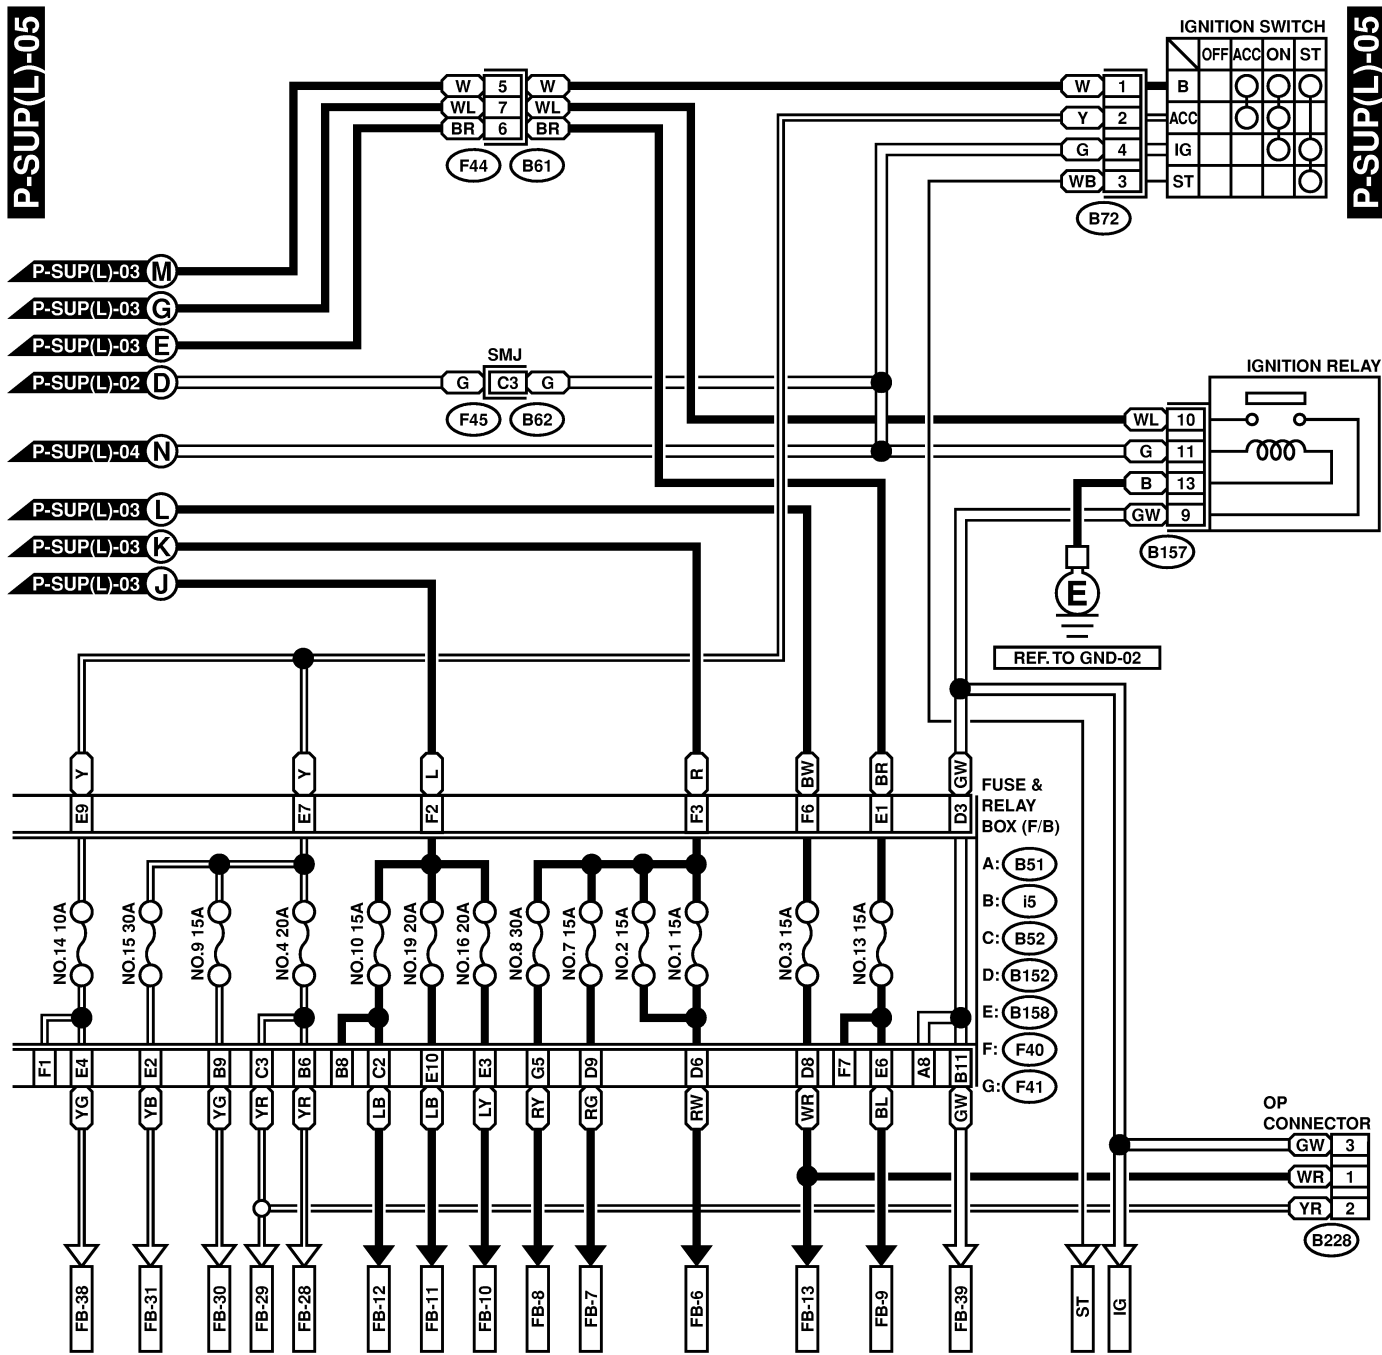 P-SUP(L)-05
P-SUP(L)-05
IGNITION SWITCH
OFF ACC ON ST
B
ACC
IG
ST
W 5 W
WL 7 WL
BR 6 BR
F44 B61
W 1
Y 2
G 4
WB 3
B72
P-SUP(L)-03 M
P-SUP(L)-03 G
P-SUP(L)-03 E
P-SUP(L)-02 D
SMJ
G C3 G
F45 B62
P-SUP(L)-04 N
P-SUP(L)-03 L
P-SUP(L)-03 K
P-SUP(L)-03 J
IGNITION RELAY
WL 10
G 11
B 13
GW 9
B157
E
REF. TO GND-02
Y Y L R BW BR GW
E9 E7 F2 F3 F6 E1 D3
FUSE &
RELAY
BOX (F/B)
A: B51
B: i5
C: B52
D: B152
E: B158
F: F40
G: F41
NO.14 10A
NO.15 30A
NO.9 15A
NO.4 20A
NO.10 15A
NO.19 20A
NO.16 20A
NO.8 30A
NO.7 15A
NO.2 15A
NO.1 15A
NO.3 15A
NO.13 15A
F1 E4 E2 B9 C3 B6 B8 C2 E10 E3 G5 D9 D6 D8 F7 E6 A8 B11
YG YB YG YR YR LB LB LY RY RG RW WR BL GW
OP
CONNECTOR
GW 3
WR 1
YR 2
B228
FB-38
FB-31
FB-30
FB-29
FB-28
FB-12
FB-11
FB-10
FB-8
FB-7
FB-6
FB-13
FB-9
FB-39
ST
IG